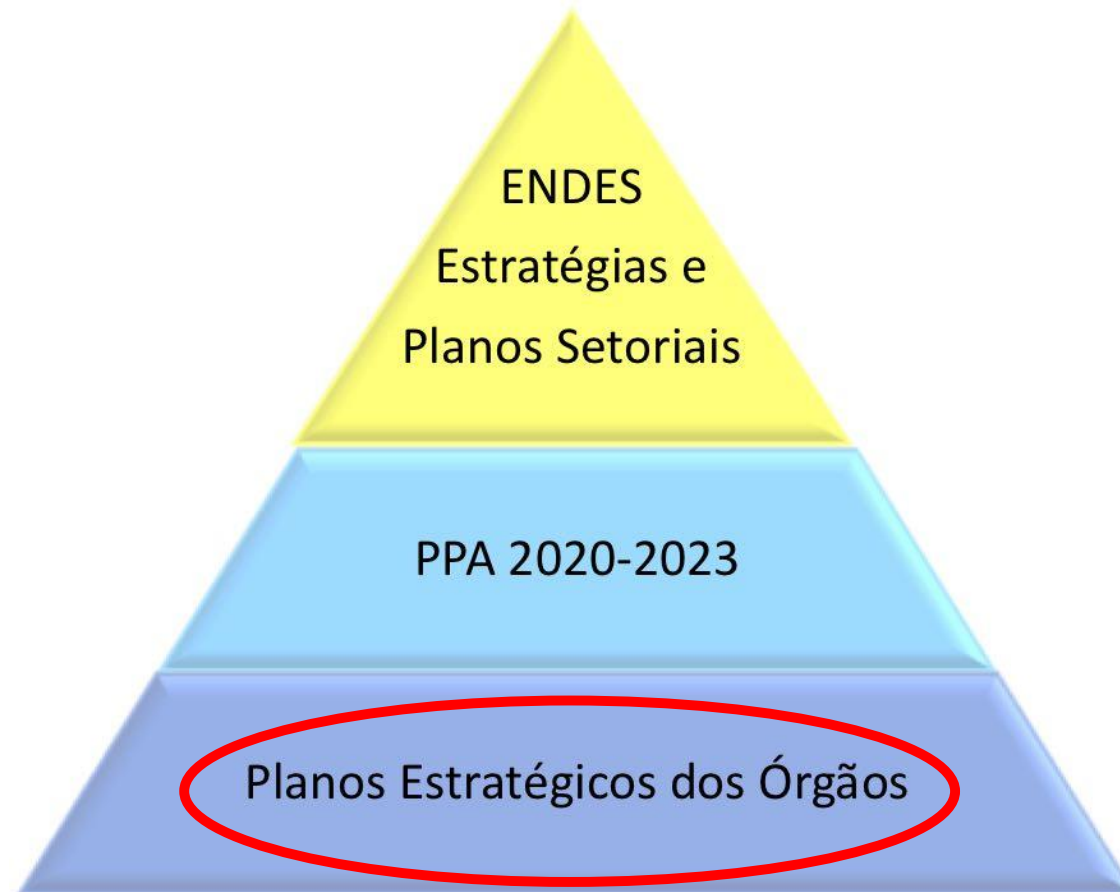 ENDES
Estratégias e
Planos Setoriais
PPA 2020-2023
Planos Estratégicos dos Órgãos